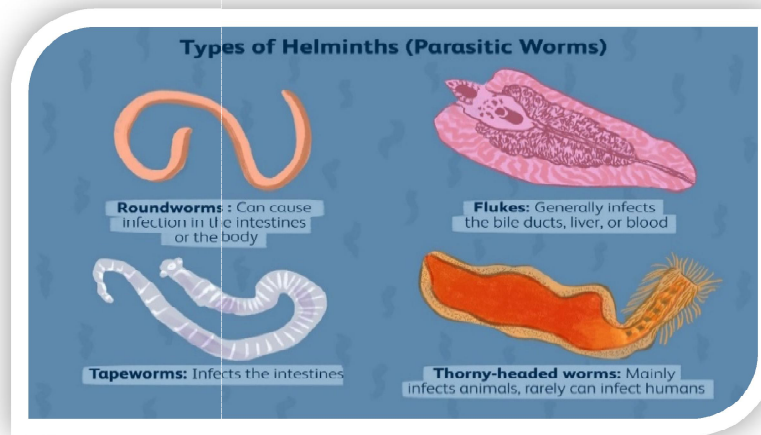 Types of Helminths (Parasitic Worms)
Roundworms : Can cause
infection in the intestines
or the body
Flukes: Generally infects
the bile ducts, liver, or blood
Tapeworms: Infects the intestines
Thorny-headed worms: Mainly
infects animals, rarely can infect humans